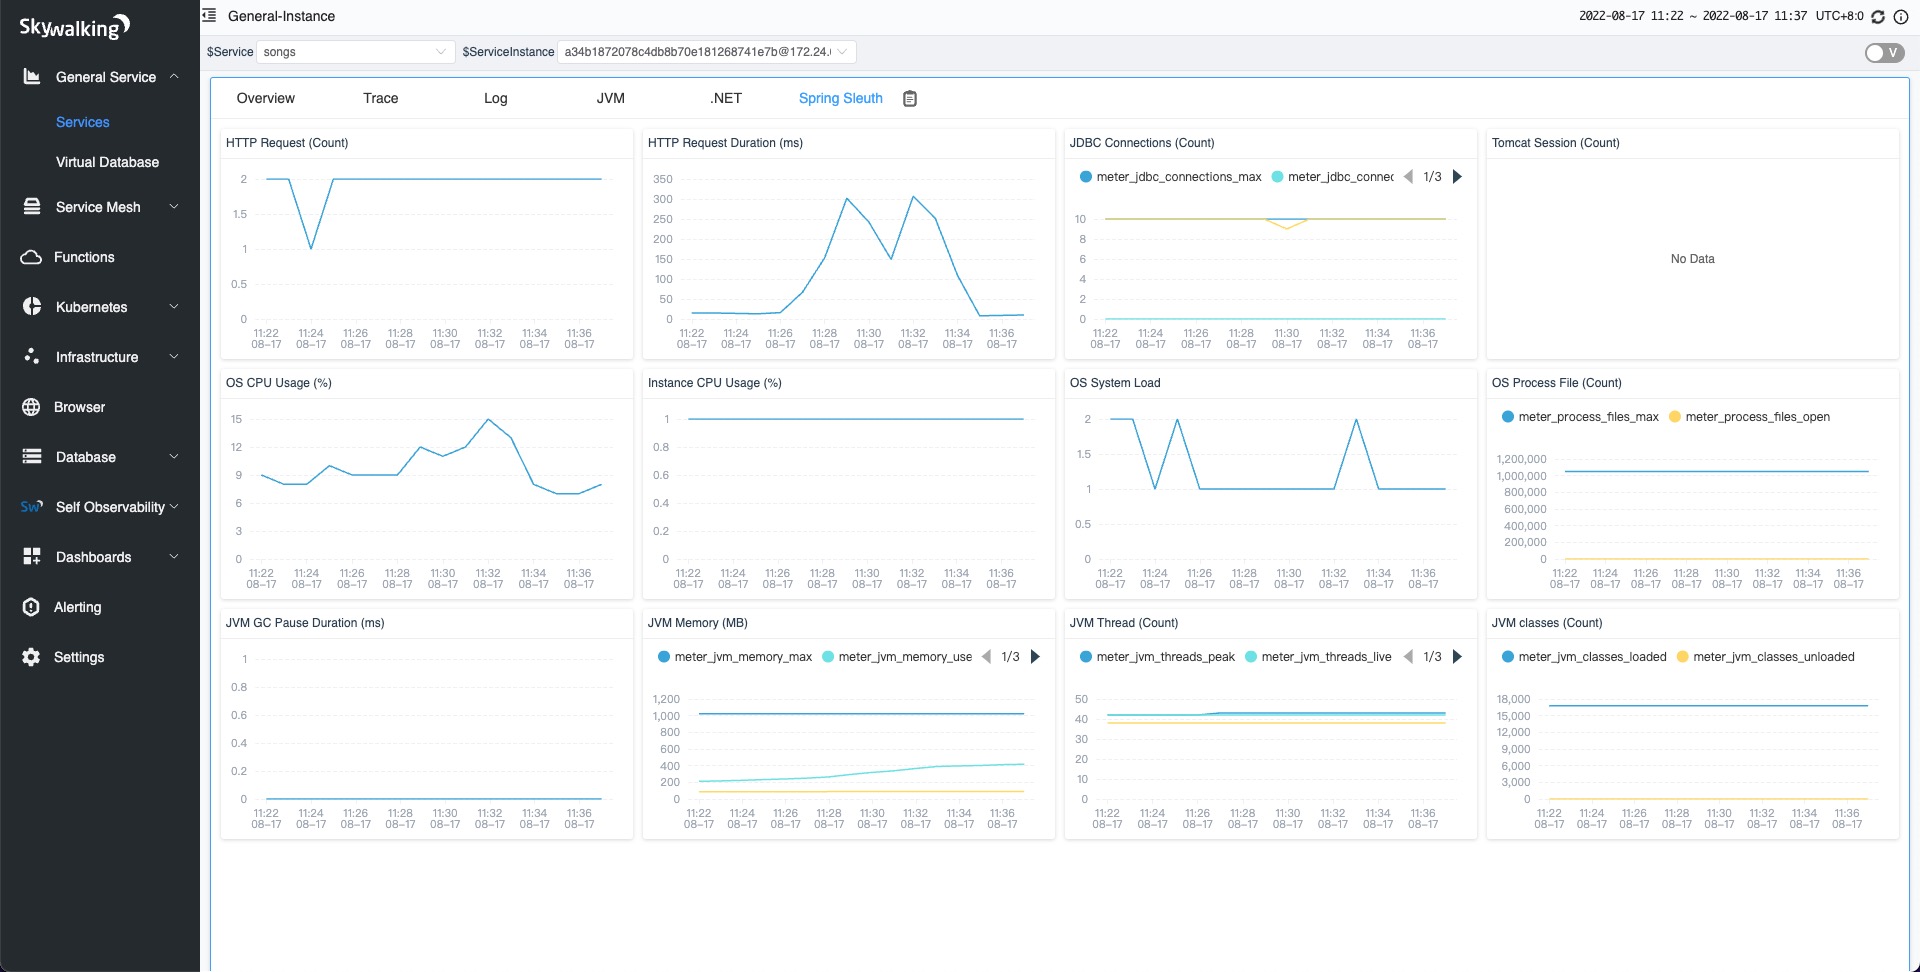 Skywalking
General Service
Services
Virtual Database
Service Mesh
Functions
Kubernetes
Infrastructure
Browser
Database
Sw Self Observability
Dashboards
Alerting
Settings
General-Instance
2022-08-17 11:22 ~ 2022-08-17 11:37 UTC+8:0
$Service songs $ServiceInstance a34b1872078c4db8b70e181268741e7b@172.24. V
Overview Trace Log JVM .NET Spring Sleuth
HTTP Request (Count)
2
1.5
1
0.5
0
11:22 11:24 11:26 11:28 11:30 11:32 11:34 11:36
08-17 08-17 08-17 08-17 08-17 08-17 08-17 08-17
HTTP Request Duration (ms)
350
300
250
200
150
100
50
0
11:22 11:24 11:26 11:28 11:30 11:32 11:34 11:36
08-17 08-17 08-17 08-17 08-17 08-17 08-17 08-17
JDBC Connections (Count)
meter_jdbc_connections_max meter_jdbc_connec 1/3
10
8
6
4
2
0
11:22 11:24 11:26 11:28 11:30 11:32 11:34 11:36
08-17 08-17 08-17 08-17 08-17 08-17 08-17 08-17
Tomcat Session (Count)
No Data
OS CPU Usage (%)
15
12
9
6
3
0
11:22 11:24 11:26 11:28 11:30 11:32 11:34 11:36
08-17 08-17 08-17 08-17 08-17 08-17 08-17 08-17
Instance CPU Usage (%)
1
0.8
0.6
0.4
0.2
0
11:22 11:24 11:26 11:28 11:30 11:32 11:34 11:36
08-17 08-17 08-17 08-17 08-17 08-17 08-17 08-17
OS System Load
2
1.5
1
0.5
0
11:22 11:24 11:26 11:28 11:30 11:32 11:34 11:36
08-17 08-17 08-17 08-17 08-17 08-17 08-17 08-17
OS Process File (Count)
meter_process_files_max meter_process_files_open
1,200,000
1,000,000
800,000
600,000
400,000
200,000
0
11:22 11:24 11:26 11:28 11:30 11:32 11:34 11:36
08-17 08-17 08-17 08-17 08-17 08-17 08-17 08-17
JVM GC Pause Duration (ms)
1
0.8
0.6
0.4
0.2
0
11:22 11:24 11:26 11:28 11:30 11:32 11:34 11:36
08-17 08-17 08-17 08-17 08-17 08-17 08-17 08-17
JVM Memory (MB)
meter_jvm_memory_max meter_jvm_memory_use 1/3
1,200
1,000
800
600
400
200
0
11:22 11:24 11:26 11:28 11:30 11:32 11:34 11:36
08-17 08-17 08-17 08-17 08-17 08-17 08-17 08-17
JVM Thread (Count)
meter_jvm_threads_peak meter_jvm_threads_live 1/3
50
40
30
20
10
0
11:22 11:24 11:26 11:28 11:30 11:32 11:34 11:36
08-17 08-17 08-17 08-17 08-17 08-17 08-17 08-17
JVM classes (Count)
meter_jvm_classes_loaded meter_jvm_classes_unloaded
18,000
15,000
12,000
9,000
6,000
3,000
0
11:22 11:24 11:26 11:28 11:30 11:32 11:34 11:36
08-17 08-17 08-17 08-17 08-17 08-17 08-17 08-17